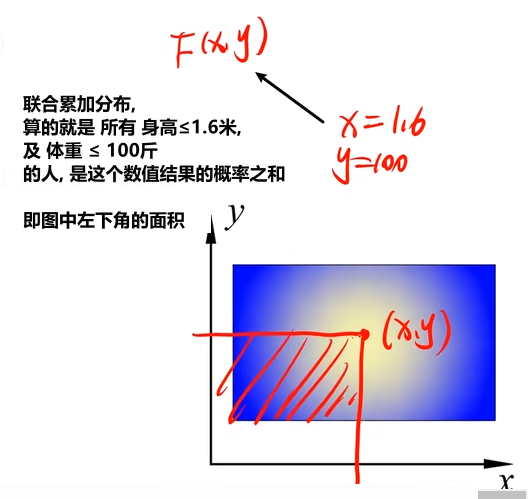 F(x,y)
联合累加分布,
算的就是 所有 身高≤1.6米,
及 体重 ≤ 100斤
的人, 是这个数值结果的概率之和
x=1.6
y=100
即图中左下角的面积
y
(x,y)
x